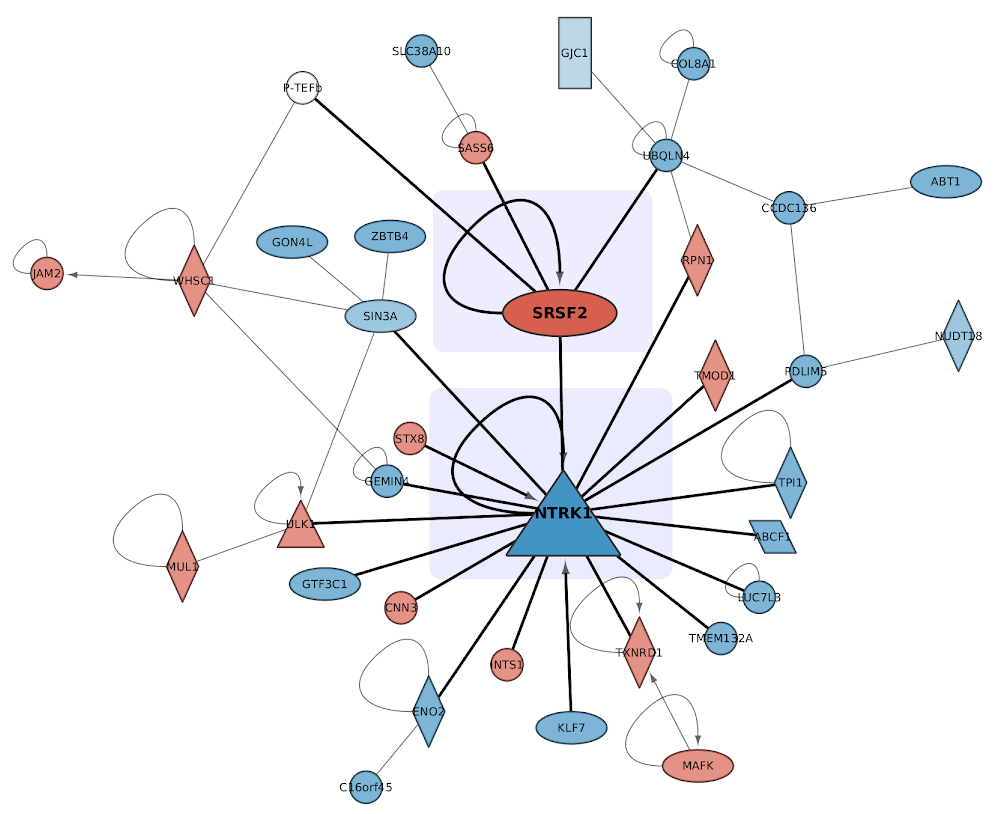 SLC38A10
GJC1
COL8A1
P-TEFb
SASS6
UBQLN4
ABT1
CCDC136
GON4L
ZBTB4
RPN1
JAM2
WHSC1
SIN3A
SRSF2
NUDT18
PDLIM5
TMOD1
STX8
GEMIN4
TPI1
NTRK1
ULK1
ABCF1
MUL1
GTF3C1
LUC7L3
CNN3
TMEM132A
TXNRD1
INTS1
ENO2
KLF7
MAFK
C16orf45